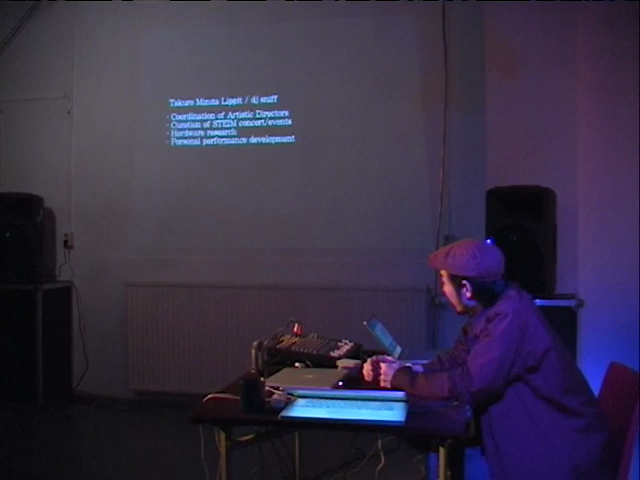 Takuro Mizuta Lippit / dj sniff
- Coordination of Artistic Directors
- Curation of STEIM concert/events
- Hardware research
- Personal performance development